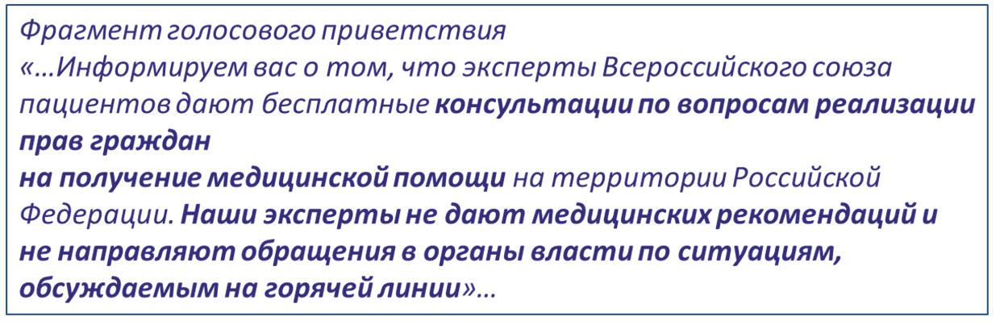 Фрагмент голосового приветствия
«…Информируем вас о том, что эксперты Всероссийского союза
пациентов дают бесплатные консультации по вопросам реализации
прав граждан
на получение медицинской помощи на территории Российской
Федерации. Наши эксперты не дают медицинских рекомендаций и
не направляют обращения в органы власти по ситуациям,
обсуждаемым на горячей линии»…